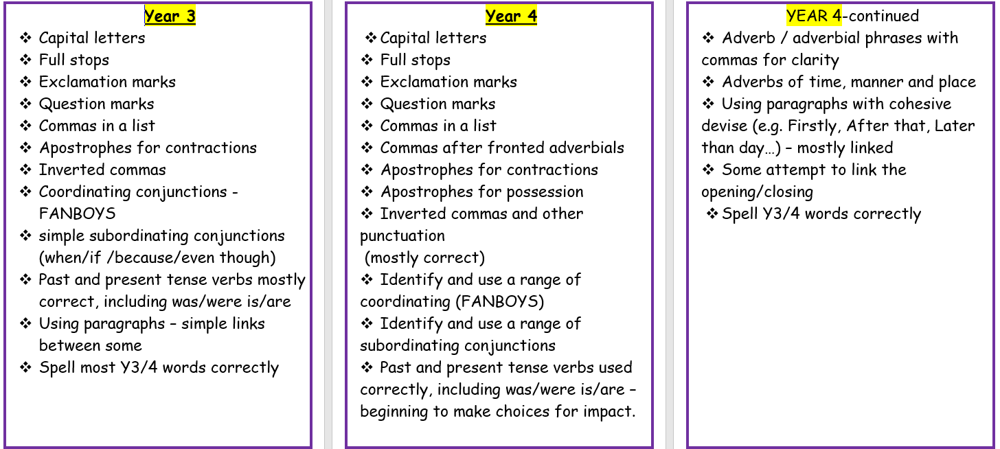 Year 3
❖ Capital letters
❖ Full stops
❖ Exclamation marks
❖ Question marks
❖ Commas in a list
❖ Apostrophes for contractions
❖ Inverted commas
❖ Coordinating conjunctions -
FANBOYS
❖ simple subordinating conjunctions
(when/if /because/even though)
❖ Past and present tense verbs mostly
correct, including was/were is/are
❖ Using paragraphs – simple links
between some
❖ Spell most Y3/4 words correctly
Year 4
❖ Capital letters
❖ Full stops
❖ Exclamation marks
❖ Question marks
❖ Commas in a list
❖ Commas after fronted adverbials
❖ Apostrophes for contractions
❖ Apostrophes for possession
❖ Inverted commas and other
punctuation
(mostly correct)
❖ Identify and use a range of
coordinating (FANBOYS)
❖ Identify and use a range of
subordinating conjunctions
❖ Past and present tense verbs used
correctly, including was/were is/are –
beginning to make choices for impact.
YEAR 4-continued
❖ Adverb / adverbial phrases with
commas for clarity
❖ Adverbs of time, manner and place
❖ Using paragraphs with cohesive
devise (e.g. Firstly, After that, Later
than day…) – mostly linked
❖ Some attempt to link the
opening/closing
❖ Spell Y3/4 words correctly